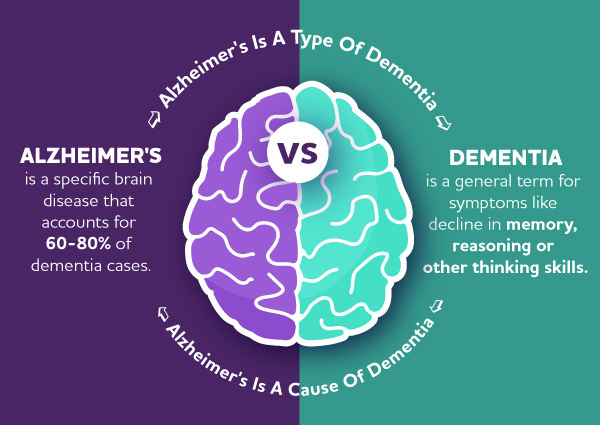 Alzheimer's Is A Type Of Dementia
VS
ALZHEIMER'S
is a specific brain
disease that
accounts for
60-80% of
dementia cases.
DEMENTIA
is a general term for
symptoms like
decline in memory,
reasoning or
other thinking skills.
Alzheimer's Is A Cause Of Dementia